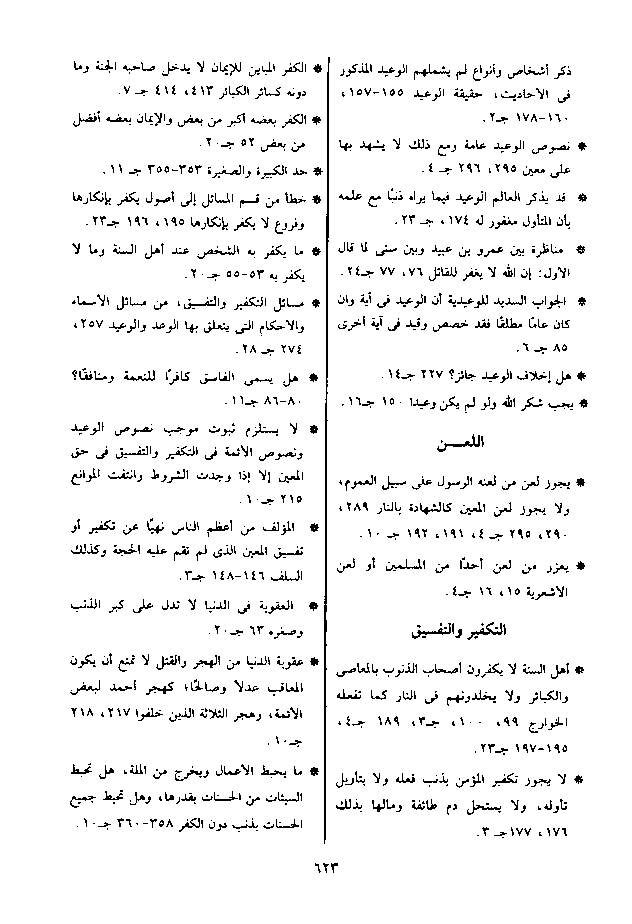 ذكر أشخاص وأنواع لم يشملهم الوعيد المذكور
فى الأحاديث، حقيقة الوعيد ١٥٥-١٥٧،
١٦٠-١٧٨ جـ٢.
* نصوص الوعيد عامة ومع ذلك لا يشهد بها
على معين ٢٩٥، ٢٩٦ جـ ٤.
* قد يذكر العالم الوعيد فيما يراه ذنبًا مع علمه
بأن المتأول مغفور له ١٧٤، جـ ٢٣.
* مناظرة بين عمرو بن عبيد وبين سنى لما قال
الأول: إن الله لا يغفر للقاتل ٧٦، ٧٧ جـ٢٤.
* الجواب السديد للوعيدية أن الوعيد فى آية وإن
كان عامًا مطلقًا فقد خصص وقيد فى آية أخرى
٨٥ جـ ٦.
* هل إخلاف الوعيد جائز؟ ٢٢٧ جـ١٤.
* يجب شكر الله ولو لم يكن وعيدا ١٥٠ جـ١٦.
اللعـــن
* يجوز لعن من لعنه الرسول على سبيل العموم،
ولا يجوز لعن المعين كالشهادة بالنار ٢٨٩،
٢٩٠، ٢٩٥ جـ ٤، ١٩١، ١٩٢ جـ ١٠.
* يعزر من لعن أحدًا من المسلمين أو لعن
الأشعرية ١٥، ١٦ جـ٤.
التكفير والتفسيق
* أهل السنة لا يكفرون أصحاب الذنوب بالمعاصى
والكبائر ولا يخلدونهم فى النار كما تفعله
الخوارج ٩٩، ١٠٠، جـ٣، ١٨٩ جـ٤،
١٩٥-١٩٧ جـ٢٣.
* لا يجوز تكفير المؤمن بذنب فعله ولا بتأويل
تأوله، ولا يستحل دم طائفة ومالها بذلك
١٧٦، ١٧٧ جـ ٣.
* الكفر المباين للإيمان لا يدخل صاحبه الجنة وما
دونه كسائر الكبائر ٤١٣، ٤١٤ جـ ٧.
* الكفر بعضه أكبر من بعض والإيمان بعضه أفضل
من بعض ٥٢ جـ٢٠.
* حد الكبيرة والصغيرة ٣٥٣-٣٥٥ جـ ١١.
* خطأ من قسم المسائل إلى أصول يكفر بإنكارها
وفروع لا يكفر بإنكارها ١٩٥، ١٩٦ جـ٢٣.
* ما يكفر به الشخص عند أهل السنة وما لا
يكفر به ٥٣-٥٥ جـ٢٠.
* مسائل التكفير والتفسيق، من مسائل الأسماء
والأحكام التى يتعلق بها الوعد والوعيد ٢٥٧،
٢٧٤ جـ ٢٨.
* هل يسمى الفاسق كافرًا للنعمة ومنافقًا؟
٨٠-٨٦ جـ١١.
* لا يستلزم ثبوت موجب نصوص الوعيد
ونصوص الأئمة فى التكفير والتفسيق فى حق
المعين إلا إذا وجدت الشروط وانتفت الموانع
٢١٥ جـ١٠.
* المؤلف من أعظم الناس نهيًا عن تكفير أو
تفسيق المعين الذى لم تقم عليه الحجة وكذلك
السلف ١٤٦-١٤٨ جـ٣.
* العقوبة فى الدنيا لا تدل على كبر الذنب
وصغره ٦٣ جـ٢٠.
* عقوبة الدنيا من الهجر والقتل لا تمنع أن يكون
المعاقب عدلاً وصالحًا؛ كهجر أحمد لبعض
الأئمة، وهجر الثلاثة الذين خلفوا ٢١٧، ٢١٨
جـ١٠.
* ما يحبط الأعمال ويخرج من الملة، هل تحبط
السيئات من الحسنات بقدرها، وهل تحبط جميع
الحسنات بذنب دون الكفر ٣٥٨-٣٦٠ جـ١٠.
٦٢٣